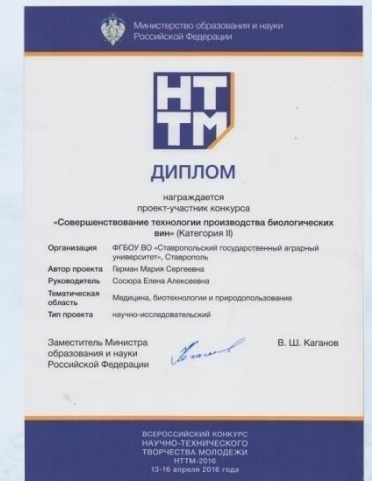 Министерство образования и науки
Российской Федерации
НТ
ТМ
ДИПЛОМ
награждается
проект-участник конкурса
«Совершенствование технологии производства биологических
вин» (Категория II)
Организация ФГБОУ ВО «Ставропольский государственный аграрный
университет», Ставрополь
Автор проекта Герман Мария Сергеевна
Руководитель Сосюра Елена Алексеевна
Тематическая
область Медицина, биотехнологии и природопользование
Тип проекта научно-исследовательский
Заместитель Министра В. Ш. Каганов
образования и науки
Российской Федерации
ВСЕРОССИЙСКИЙ КОНКУРС
НАУЧНО-ТЕХНИЧЕСКОГО
ТВОРЧЕСТВА МОЛОДЕЖИ
НТТМ-2016
13-16 апреля 2016 года